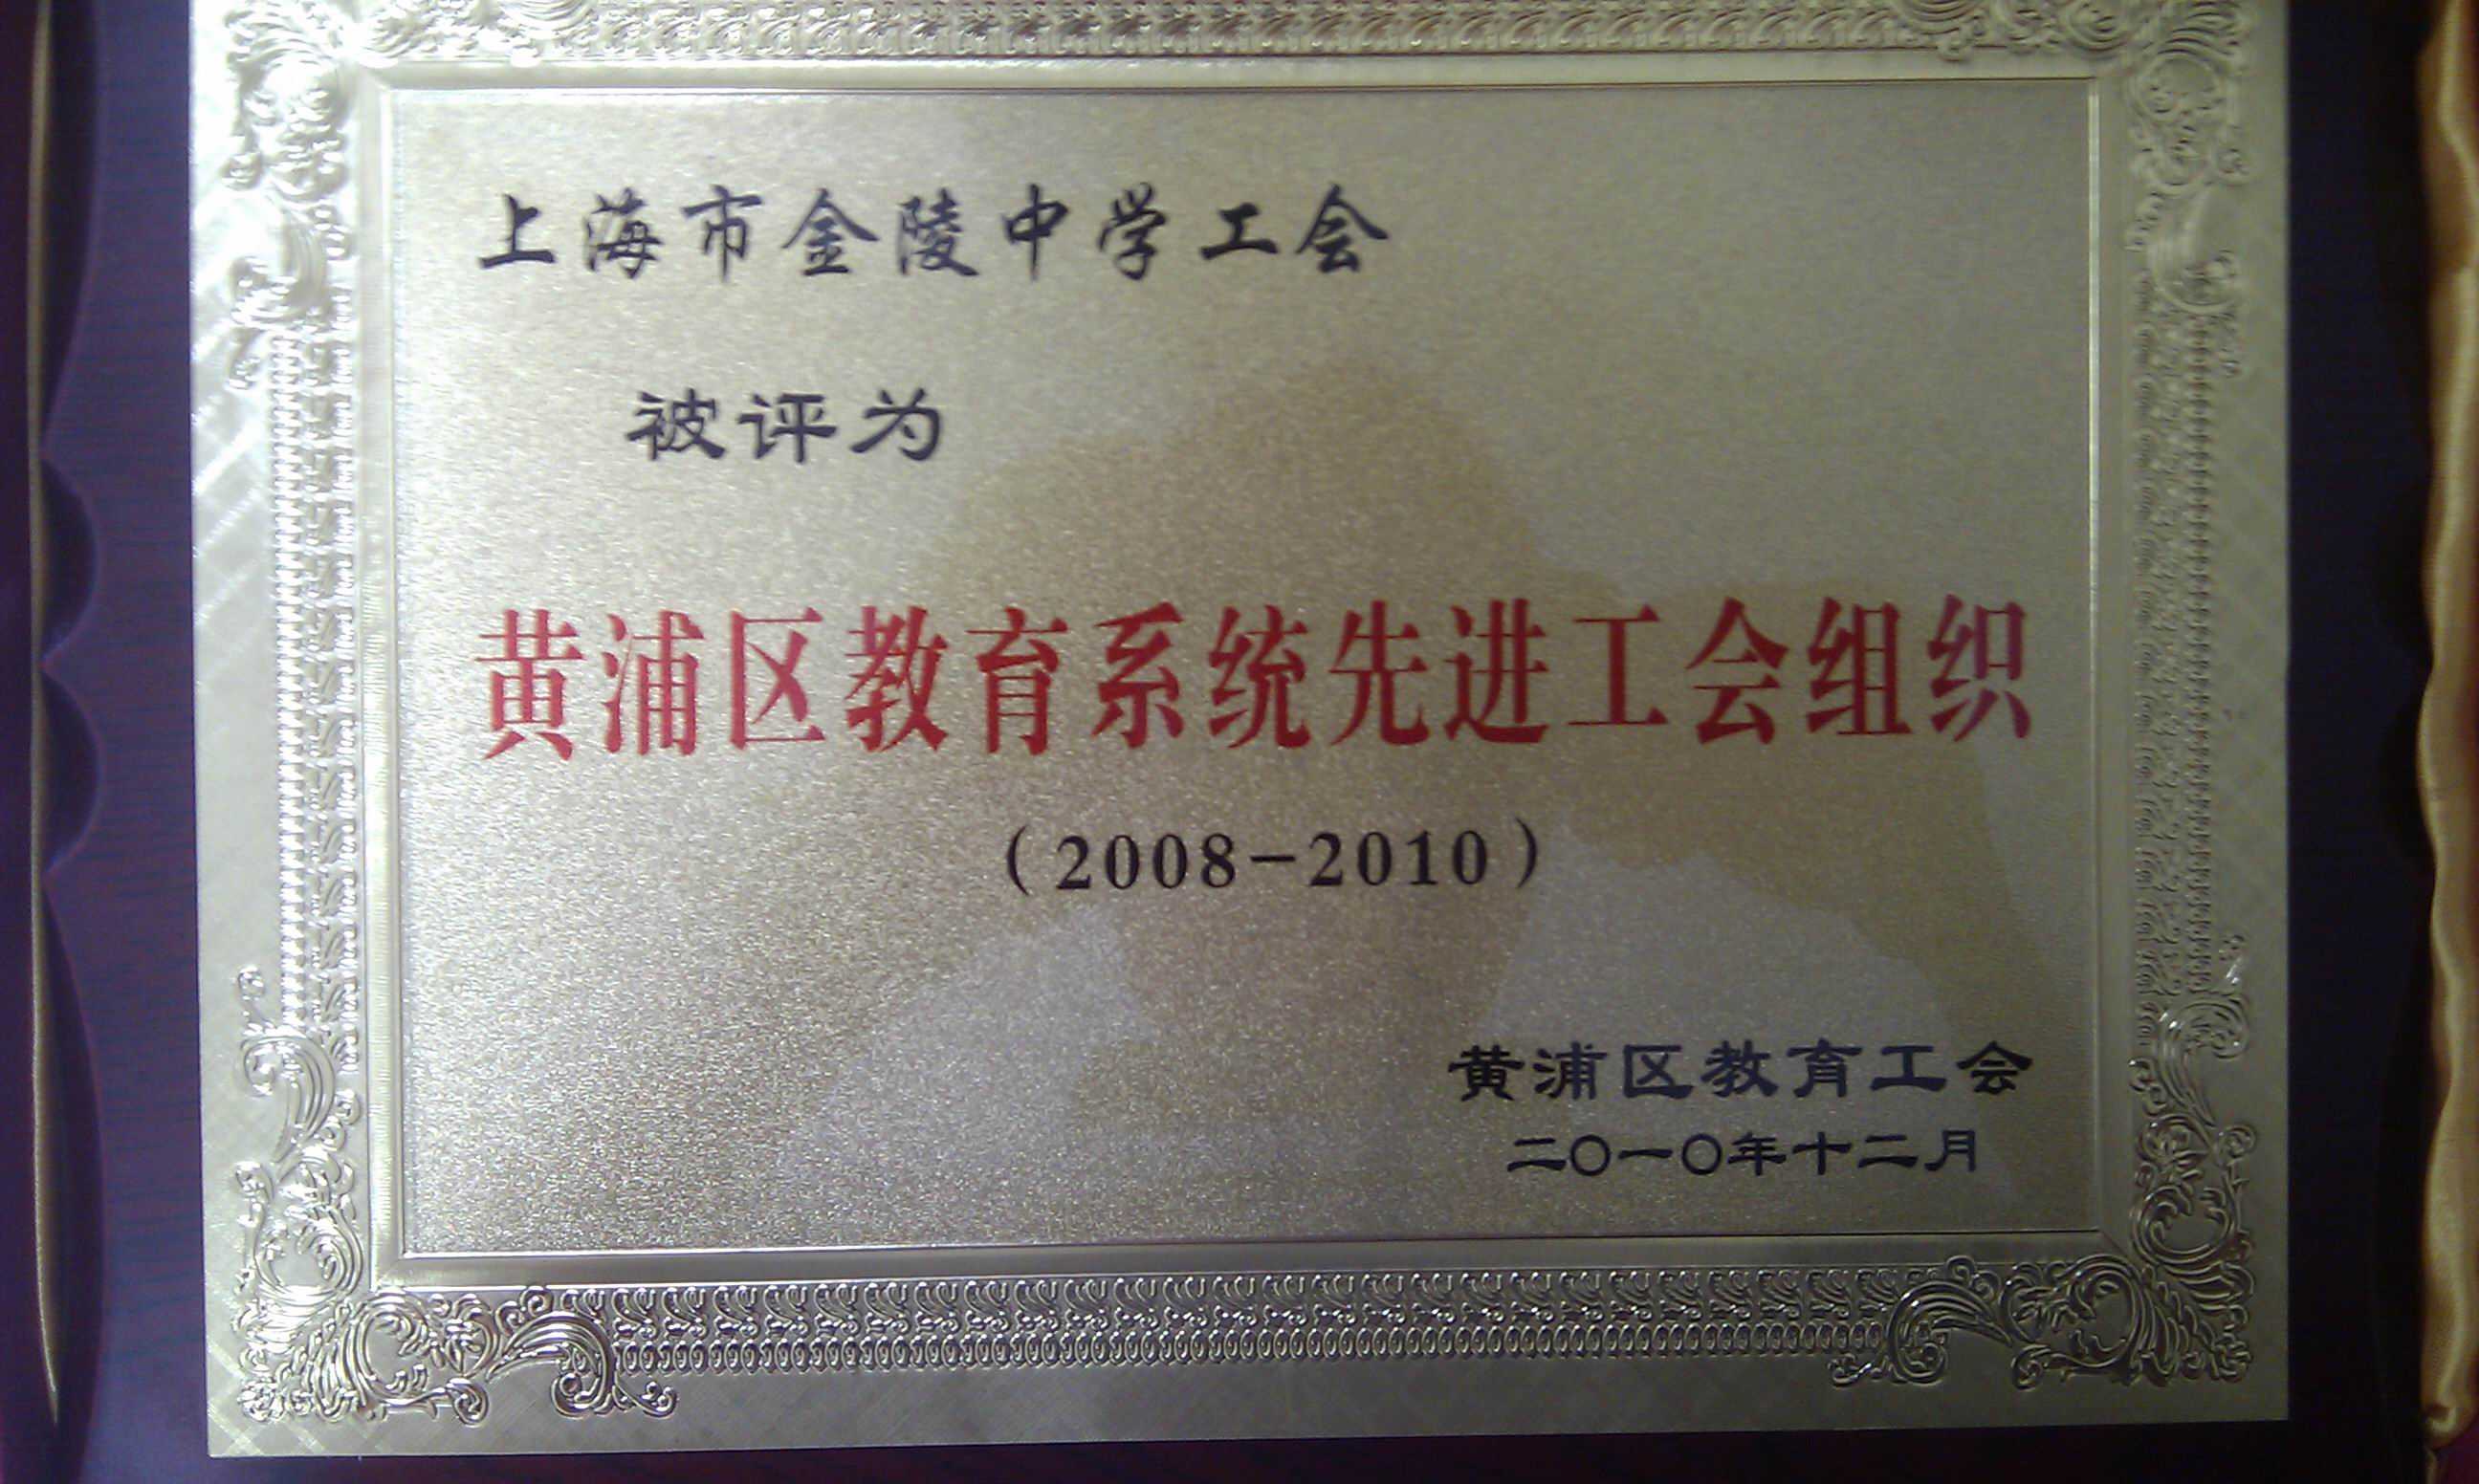 上海市金陵中学工会
被评为
黄浦区教育系统先进工会组织
（2008-2010）
黄浦区教育工会
二〇一〇年十二月